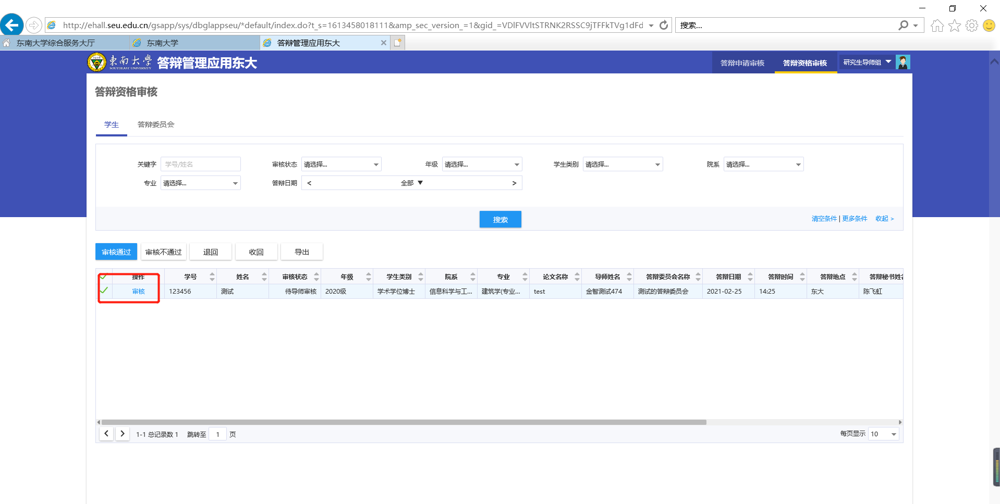 http://ehall.seu.edu.cn/gsapp/sys/dbglappseu/*default/index.do?t_s=1613458018111&amp_sec_version_=1&gid_=VDlFVVltSTRNK2RSSC9jTFFkTVg1dFd
搜索...
东南大学综合服务大厅
东南大学
答辩管理应用东大
東南大學
SOUTHEAST UNIVERSITY
答辩管理应用东大
答辩申请审核
答辩资格审核
研究生导师组
答辩资格审核
学生
答辩委员会
关键字 学号/姓名 审核状态 请选择... 年级 请选择... 学生类别 请选择... 院系 请选择...
专业 请选择... 答辩日期 < 全部 >
搜索
清空条件 | 更多条件 收起 >
审核通过 审核不通过 退回 收回 导出
操作 学号 姓名 审核状态 年级 学生类别 院系 专业 论文名称 导师姓名 答辩委员会名称 答辩日期 答辩时间 答辩地点 答辩秘书姓名
审核 123456 测试 待导师审核 2020级 学术学位博士 信息科学与工... 建筑学(专业... test 金智测试474 测试的答辩委员会 2021-02-25 14:25 东大 陈飞虹
1-1 总记录数 1 跳转至 1 页
每页显示 10